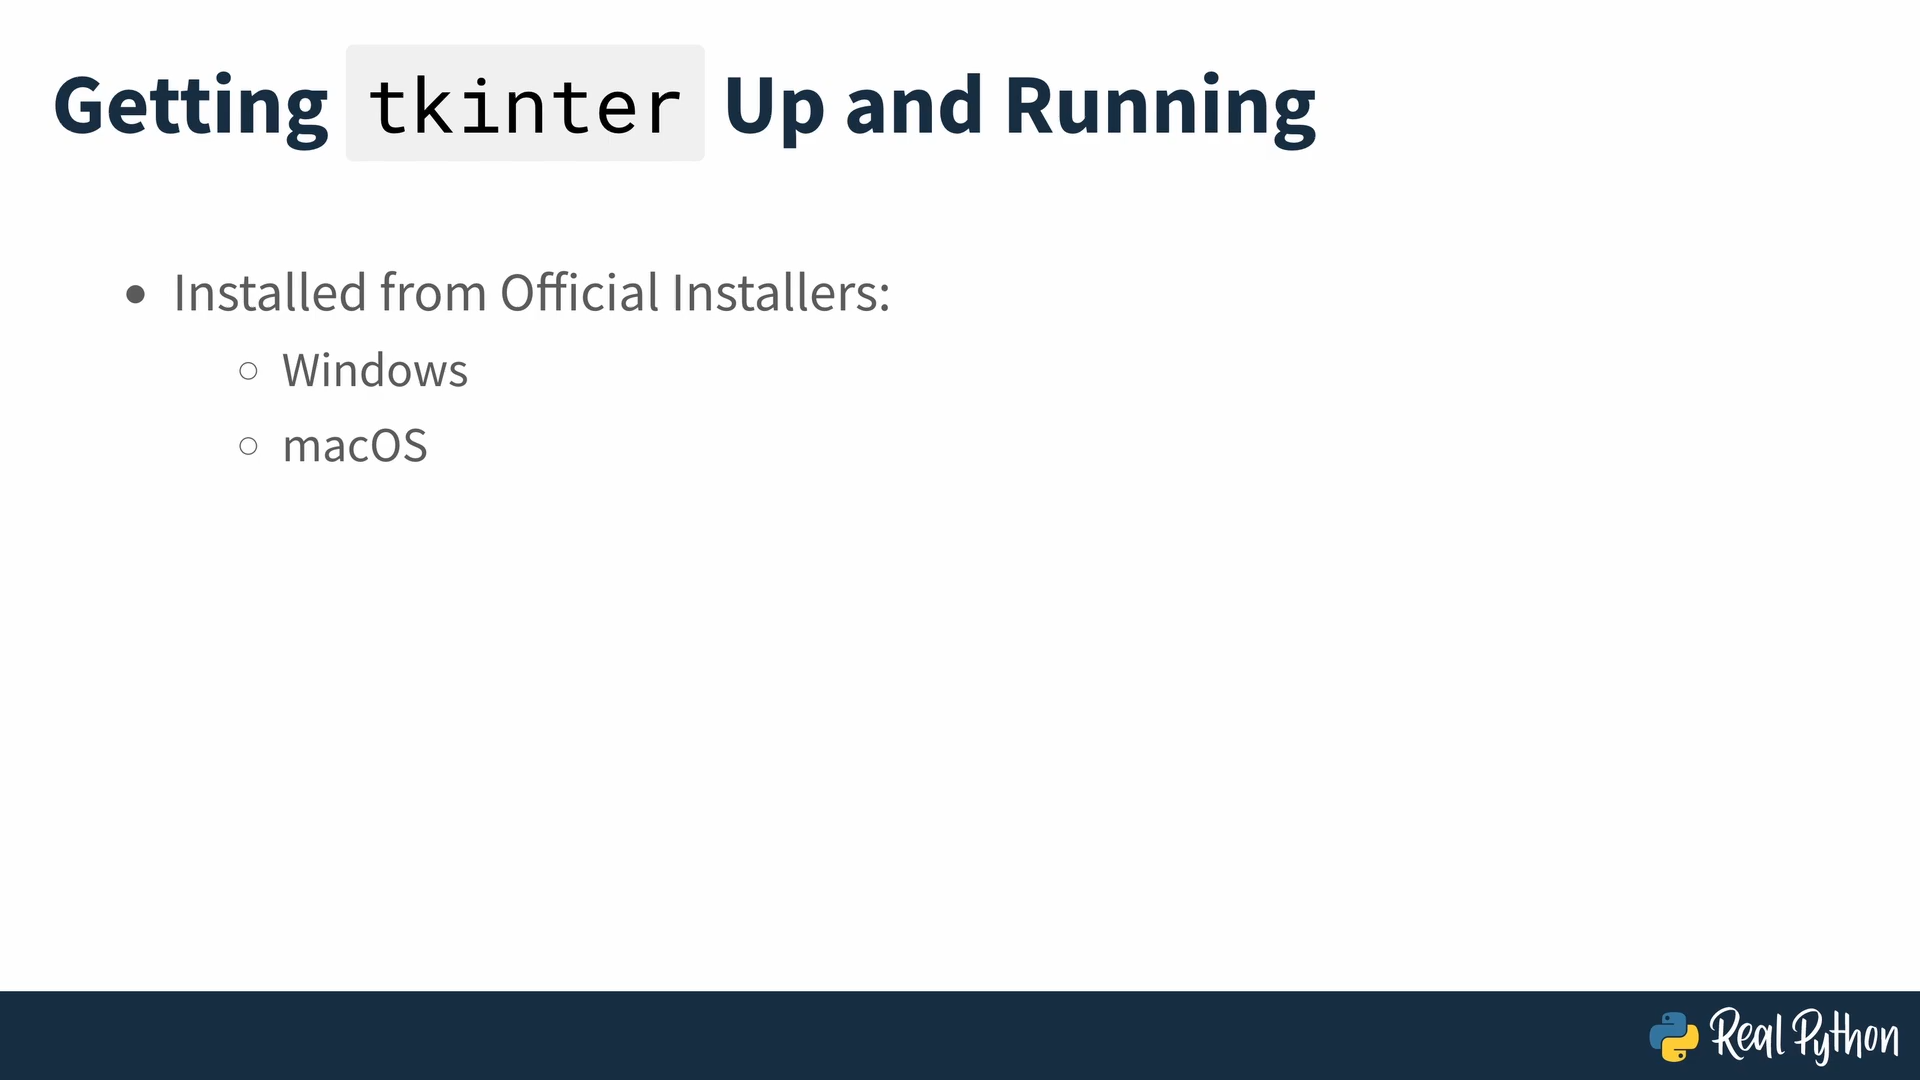 Getting tkinter Up and Running
• Installed from Official Installers:
○ Windows
○ macOS
Real Python